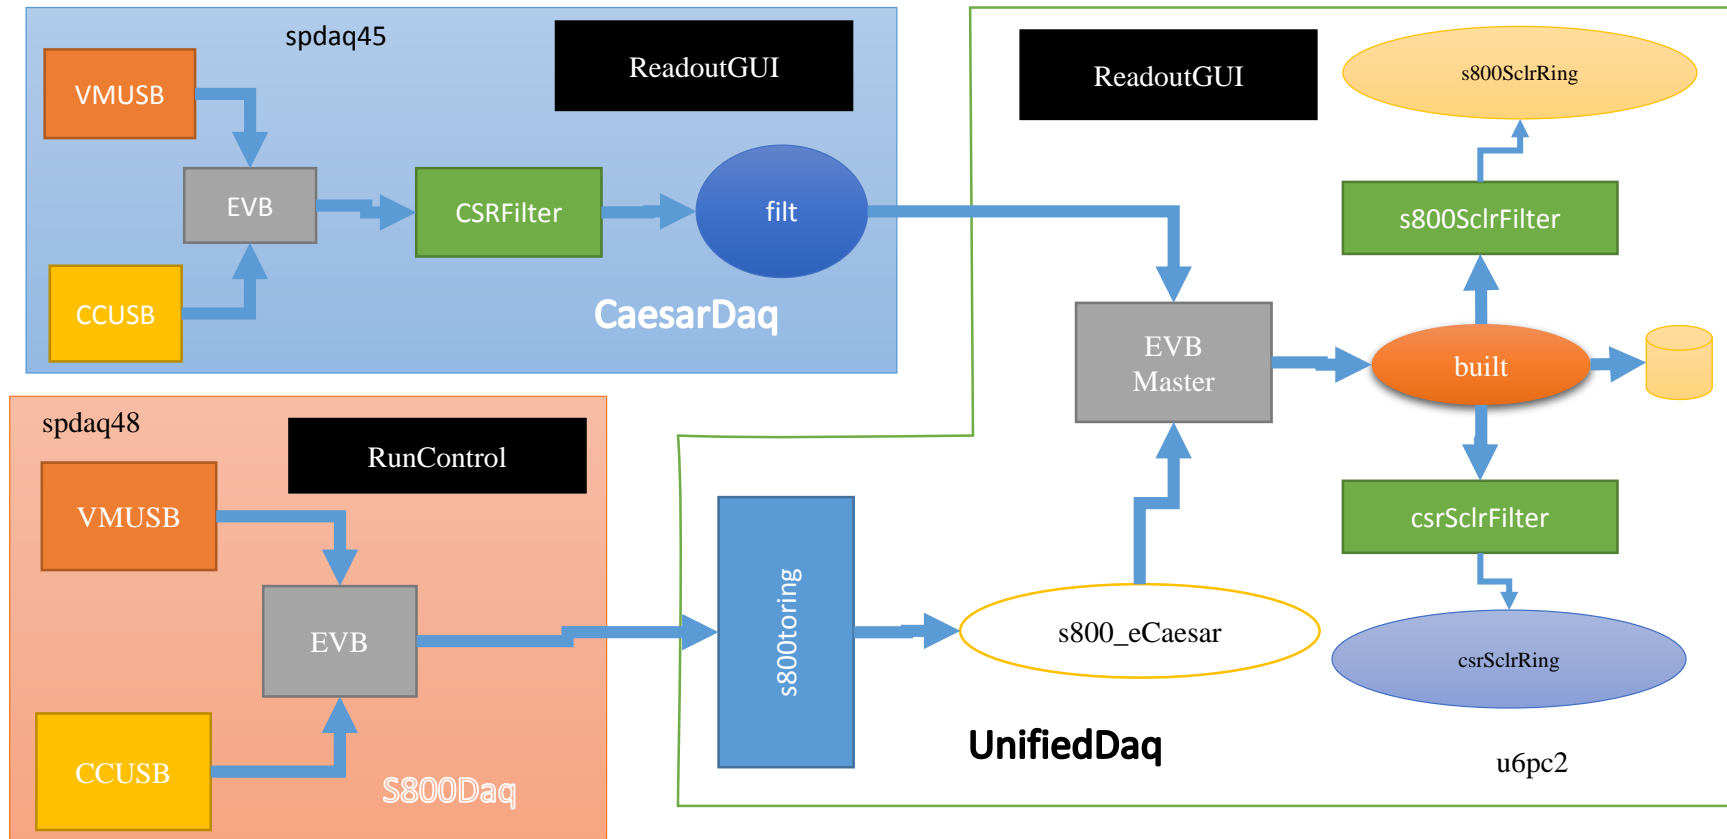 spdaq45
ReadoutGUI
VMUSB
EVB
CSRFilter
filt
CCUSB
CaesarDaq
spdaq48
RunControl
VMUSB
EVB
CCUSB
S800Daq
ReadoutGUI
s800SclrRing
s800SclrFilter
EVB
Master
built
csrSclrFilter
s800toring
s800_eCaesar
csrSclrRing
UnifiedDaq
u6pc2